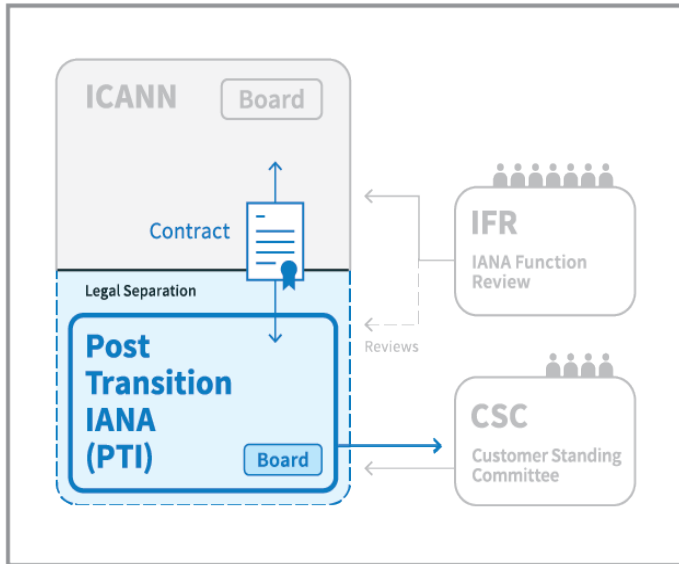 ICANN
Board
Contract
Legal Separation
Post
Transition
IANA
(PTI)
Board
IFR
IANA Function
Review
Reviews
CSC
Customer Standing
Committee